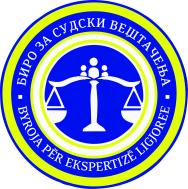 БИРО ЗА СУДСКИ ВЕШТАЧЕЊА
BYROJA PËR EKSPERTIZË LIGJORE